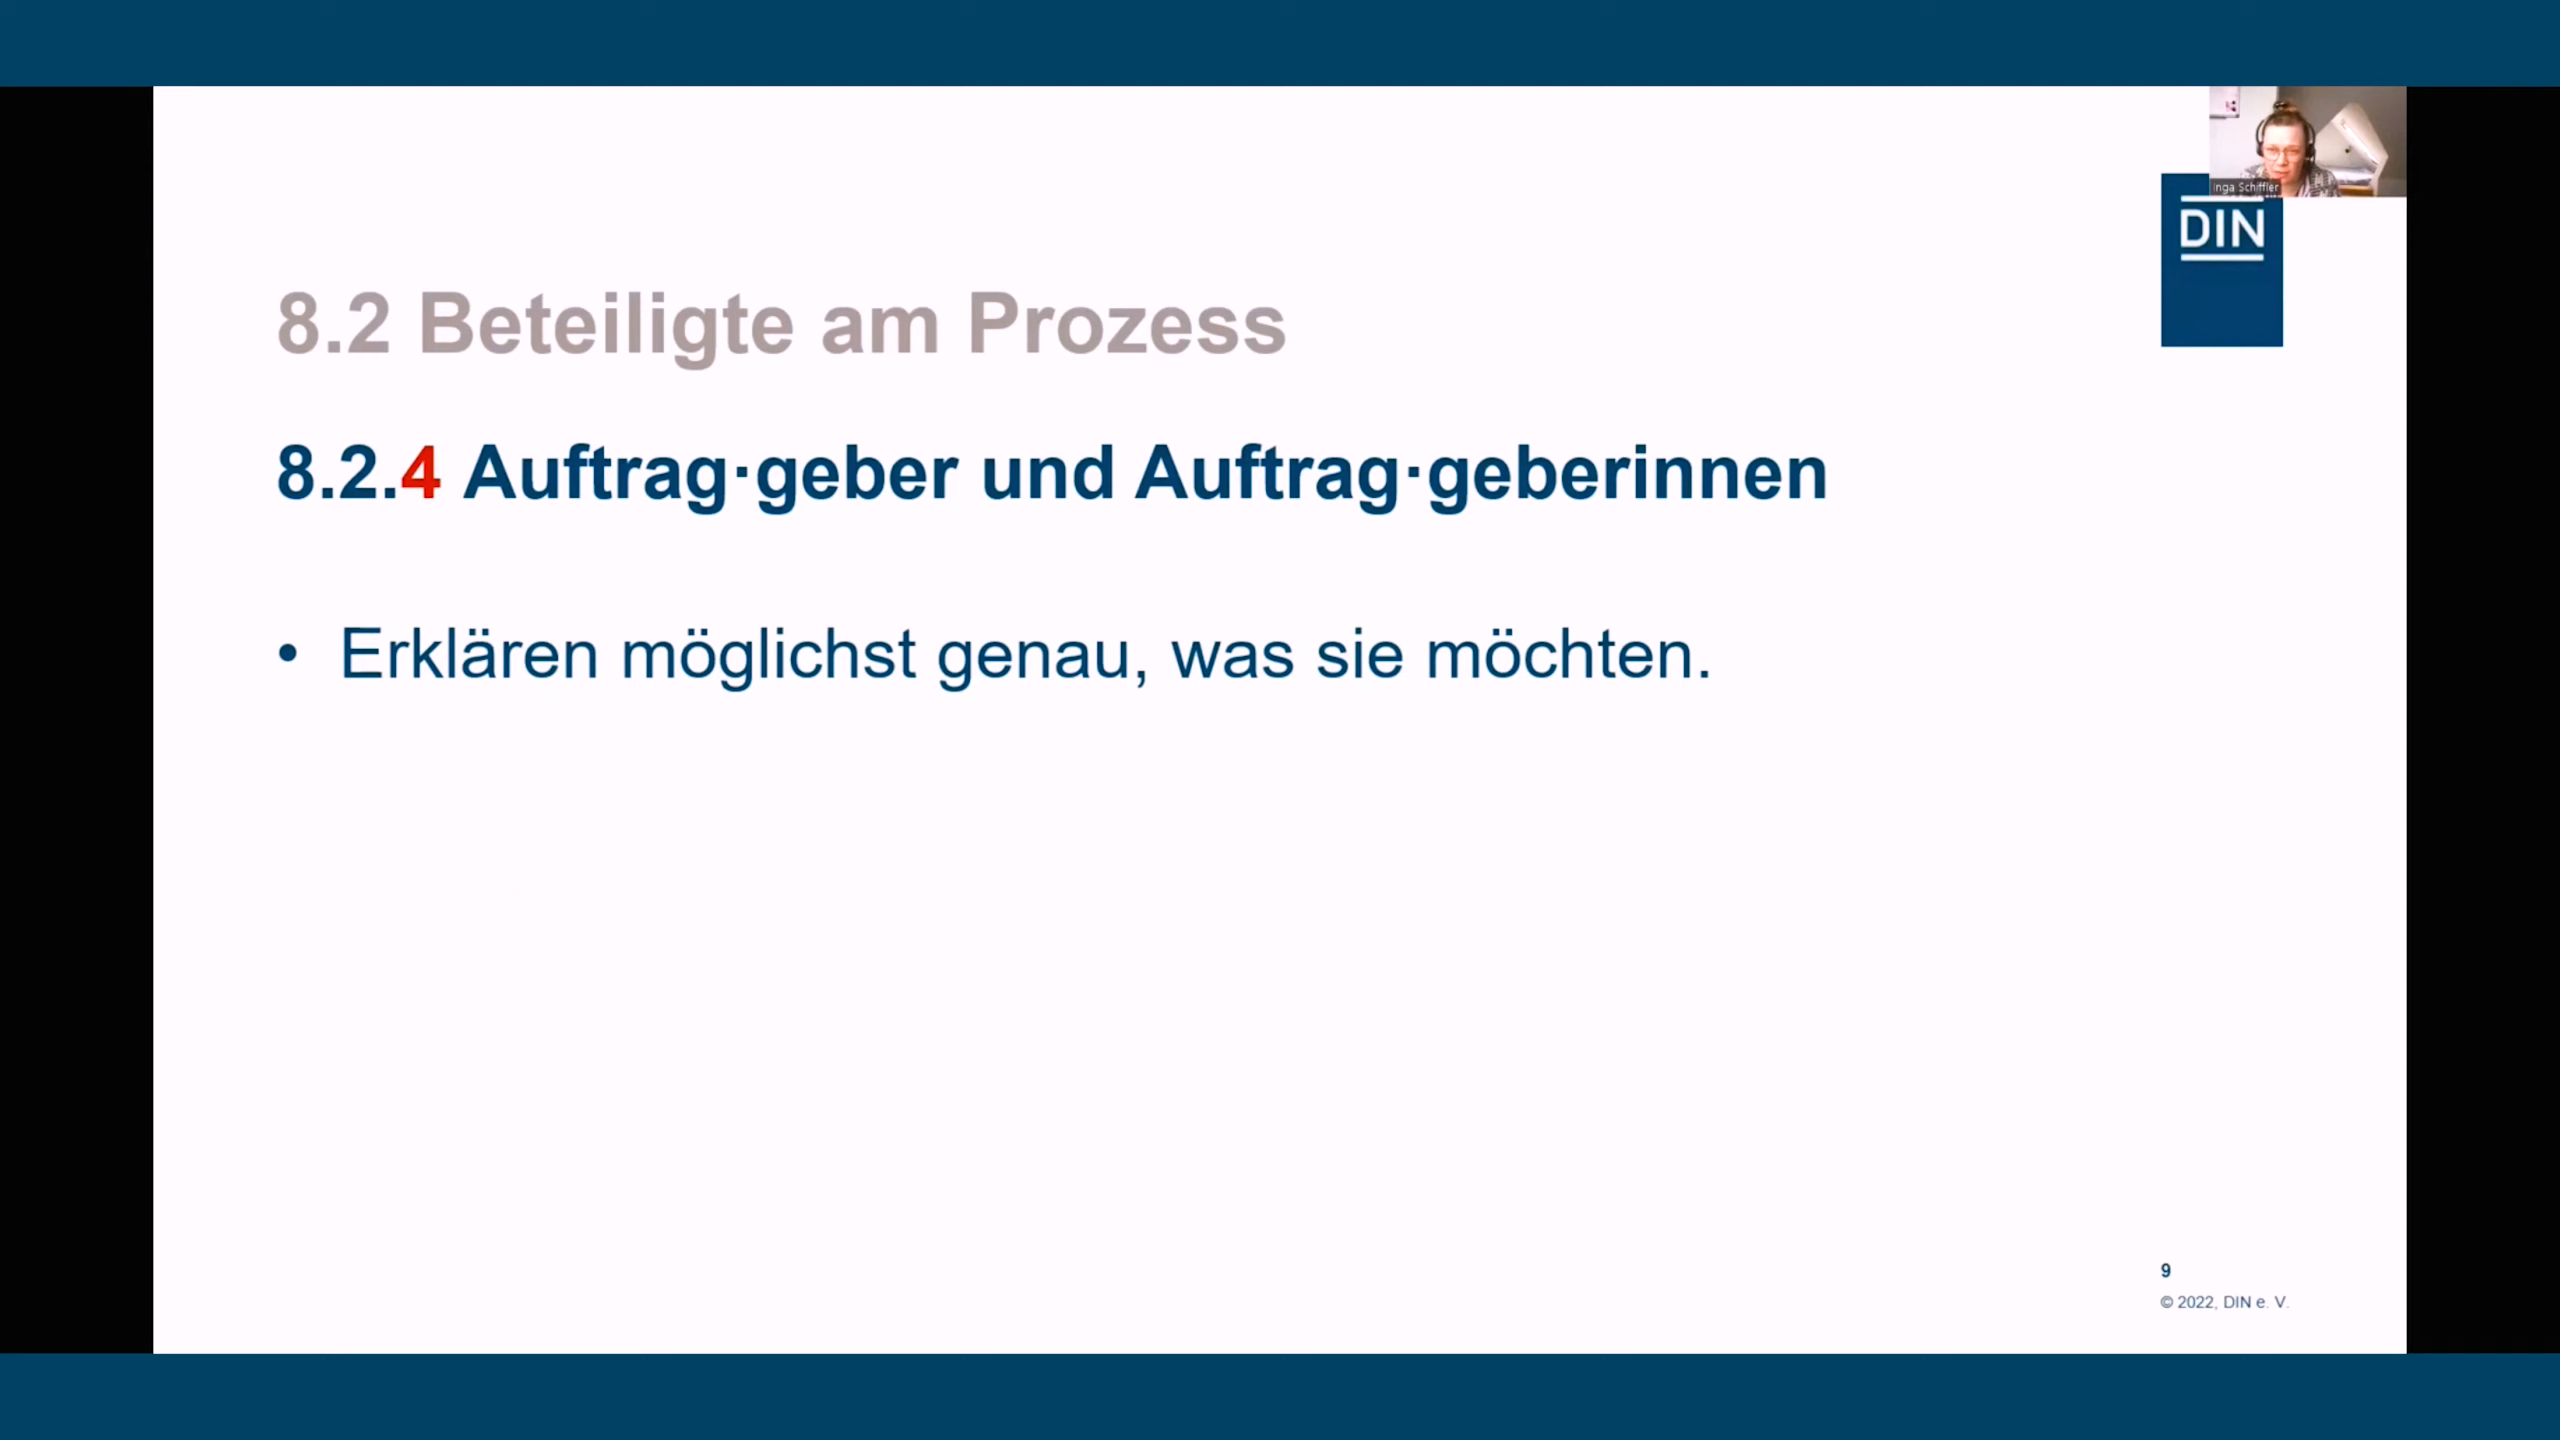 Inga Schiffler
DIN
8.2 Beteiligte am Prozess
8.2.4 Auftrag·geber und Auftrag·geberinnen
• Erklären möglichst genau, was sie möchten.
9
© 2022, DIN e. V.